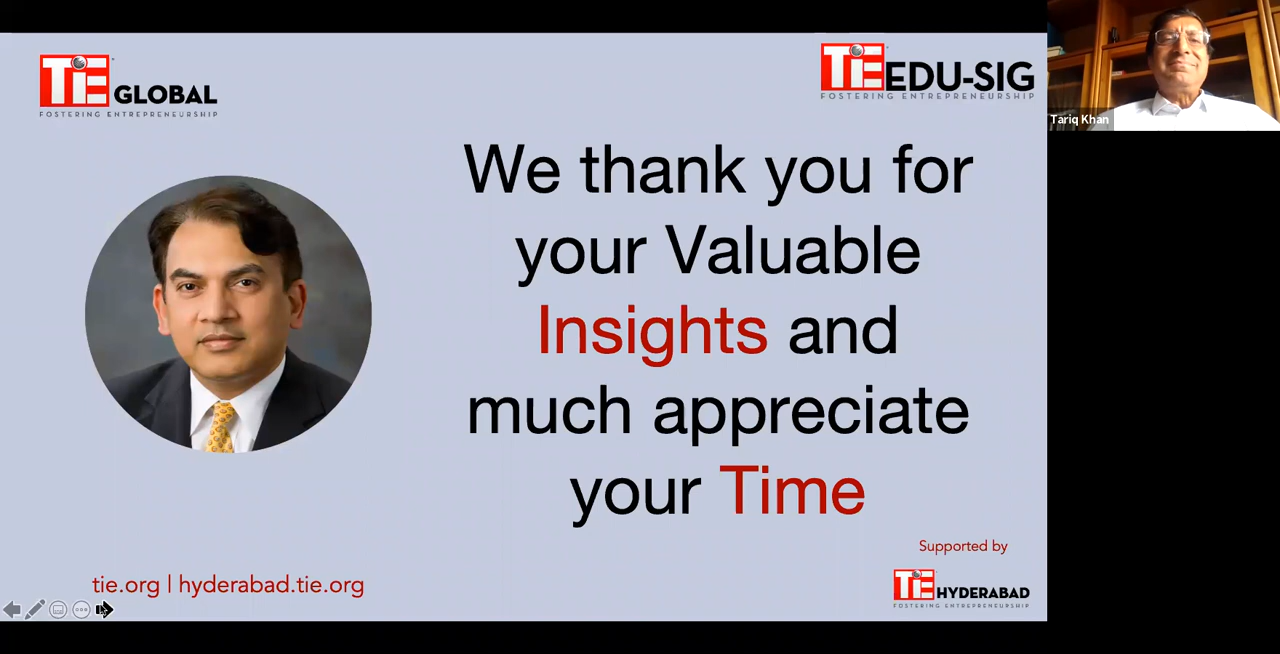 TiE GLOBAL
FOSTERING ENTREPRENEURSHIP
TiE EDU-SIG
FOSTERING ENTREPRENEURSHIP
Tariq Khan
We thank you for
your Valuable
Insights and
much appreciate
your Time
Supported by
TiE HYDERABAD
FOSTERING ENTREPRENEURSHIP
tie.org | hyderabad.tie.org